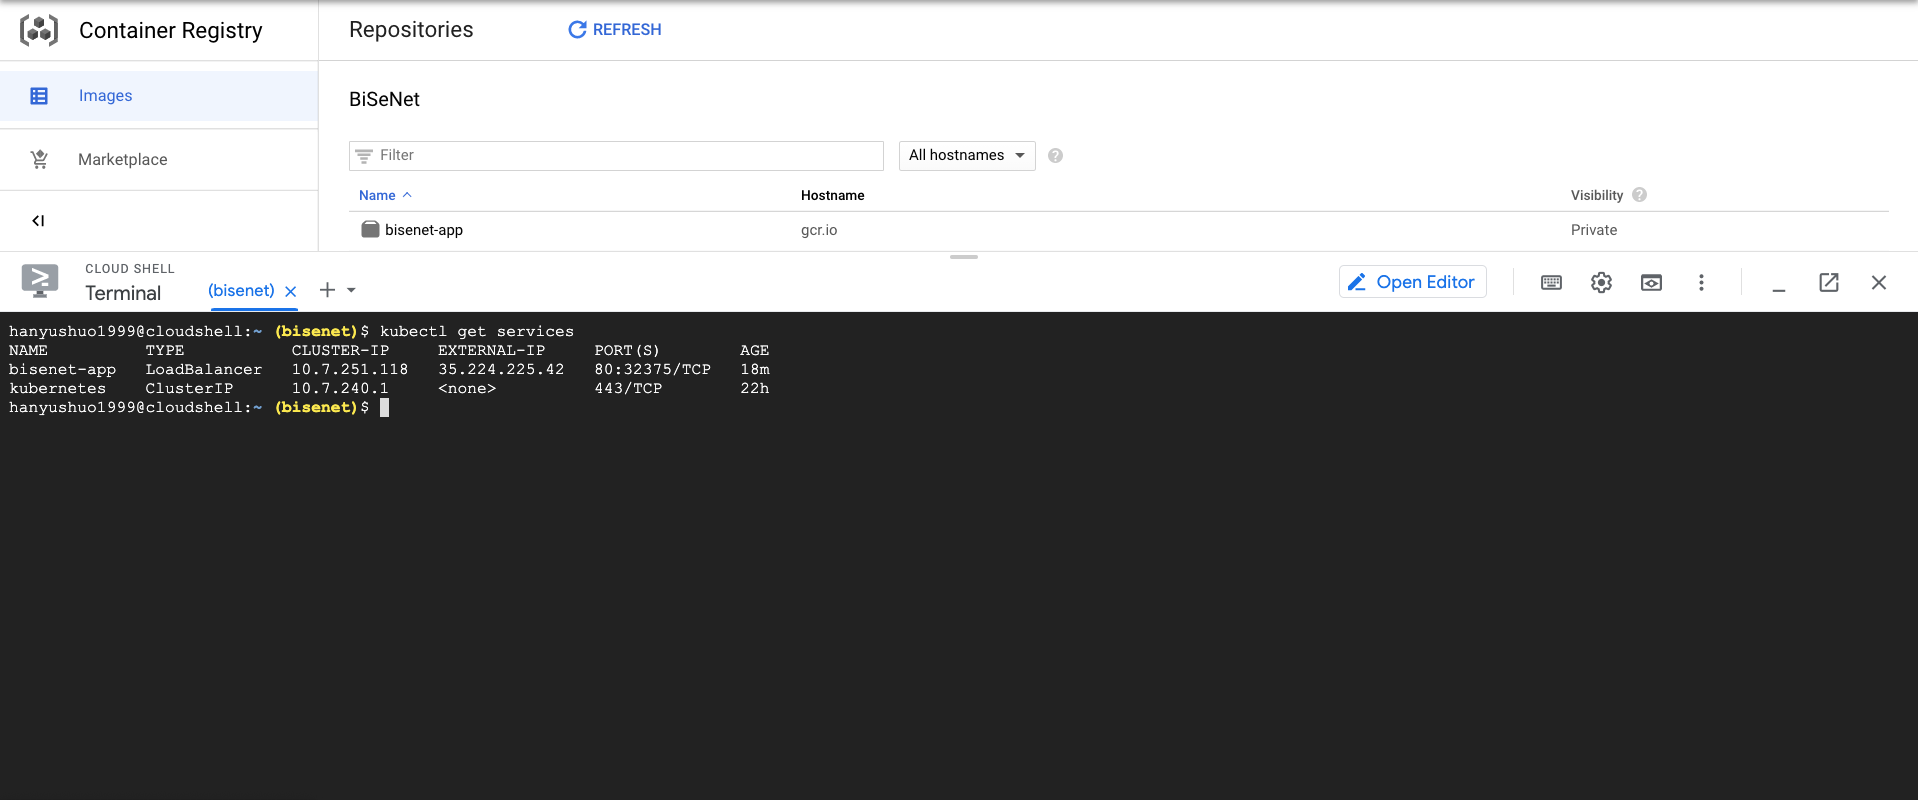 Container Registry
Repositories
REFRESH
Images
BiSeNet
Marketplace
Filter
All hostnames
Name
Hostname
Visibility
bisenet-app
gcr.io
Private
CLOUD SHELL
Terminal
(bisenet)
Open Editor
hanyushuo1999@cloudshell:~ (bisenet)$ kubectl get services
NAME TYPE CLUSTER-IP EXTERNAL-IP PORT(S) AGE
bisenet-app LoadBalancer 10.7.251.118 35.224.225.42 80:32375/TCP 18m
kubernetes ClusterIP 10.7.240.1 <none> 443/TCP 22h
hanyushuo1999@cloudshell:~ (bisenet)$